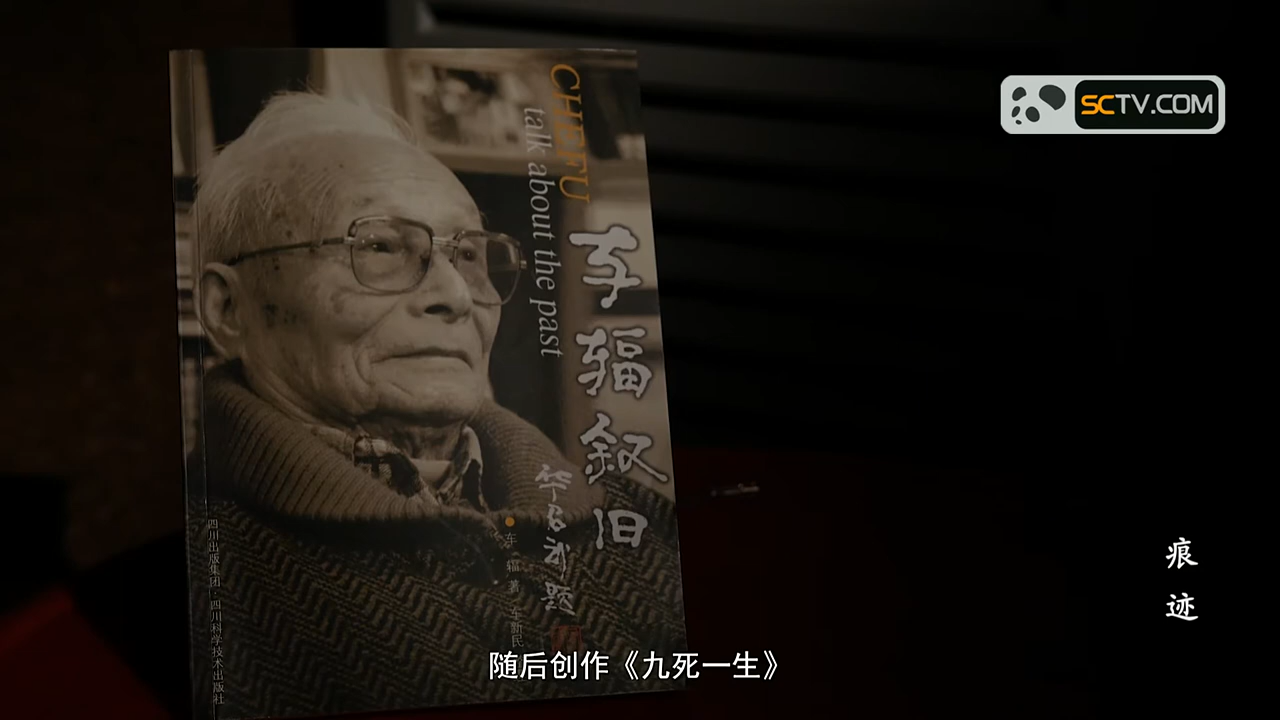 SCTV.COM
CHEFU
talk about the past
车辐叙旧
车辐 著 车新民
四川出版集团·四川科学技术出版社
痕迹
随后创作《九死一生》